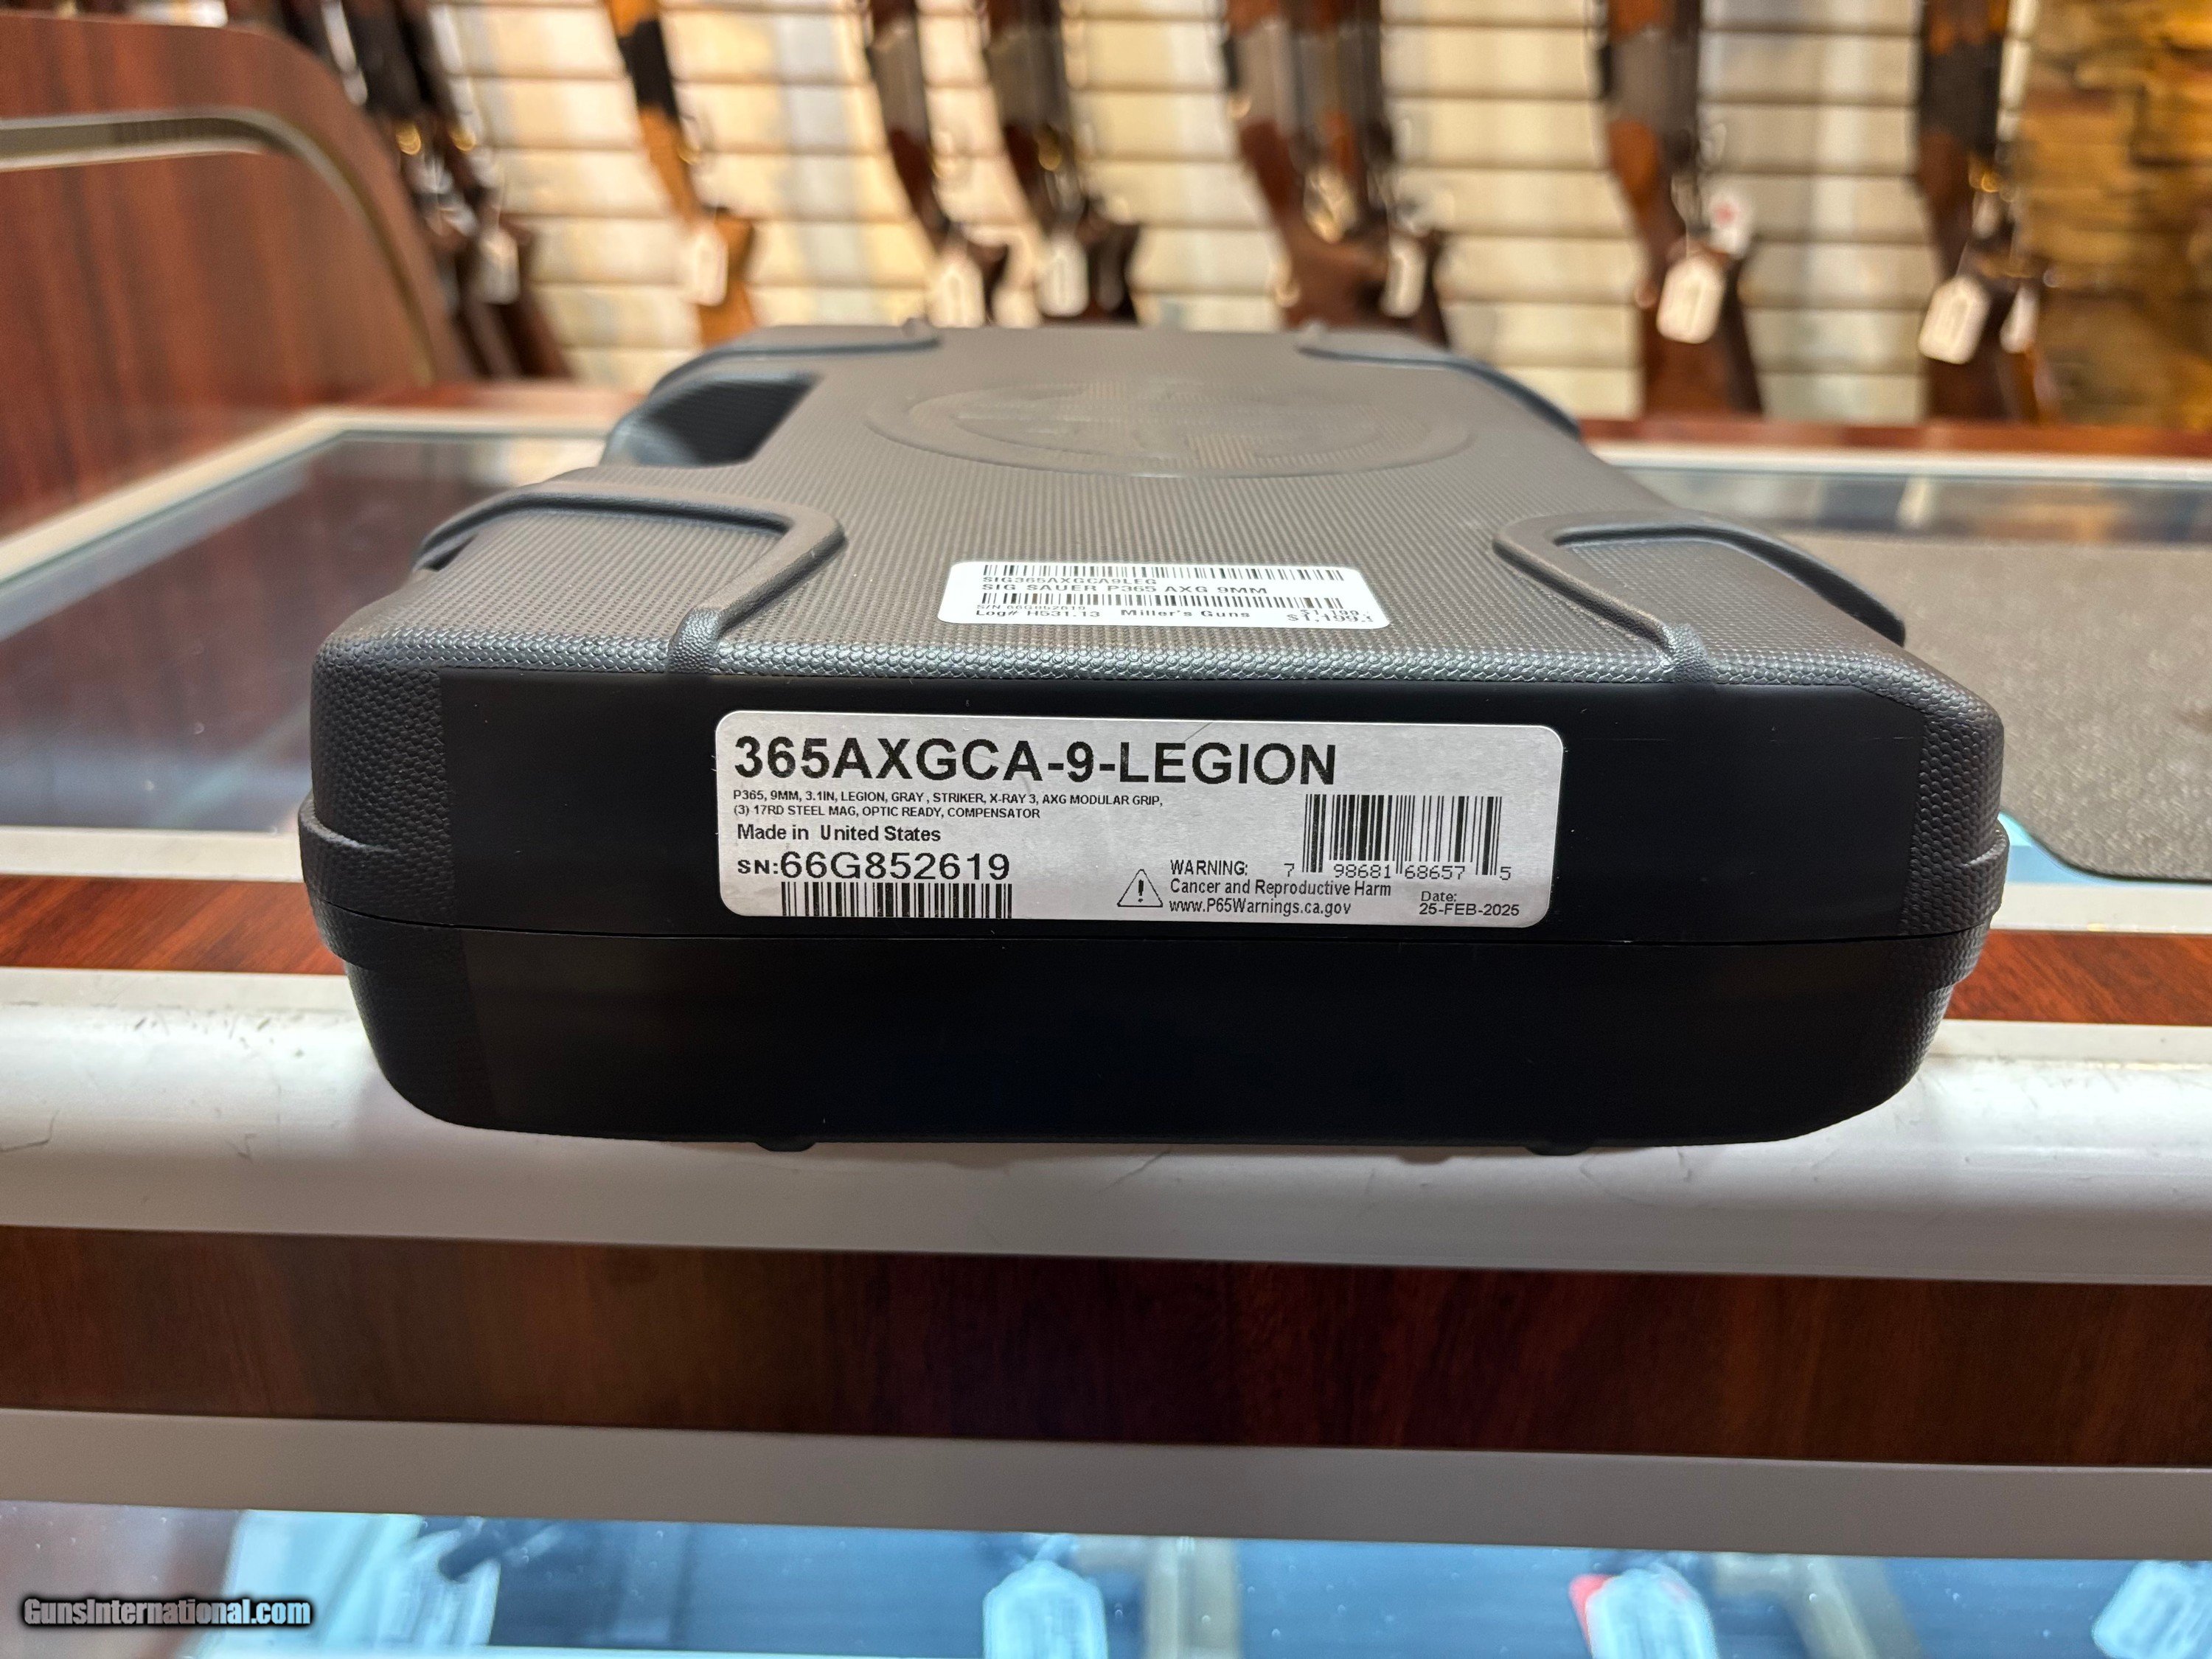 SIG365AXGCA9LEG
SIG SAUER P365 AXG 9MM
S/N 66G852619
Log# H531.13 Miller's Guns
365AXGCA-9-LEGION
P365, 9MM, 3.1IN, LEGION, GRAY , STRIKER, X-RAY 3, AXG MODULAR GRIP,
(3) 17RD STEEL MAG, OPTIC READY, COMPENSATOR
Made in United States
SN:66G852619
WARNING:
Cancer and Reproductive Harm
www.P65Warnings.ca.gov
7 98681 68657 5
Date:
25-FEB-2025
GunsInternational.com